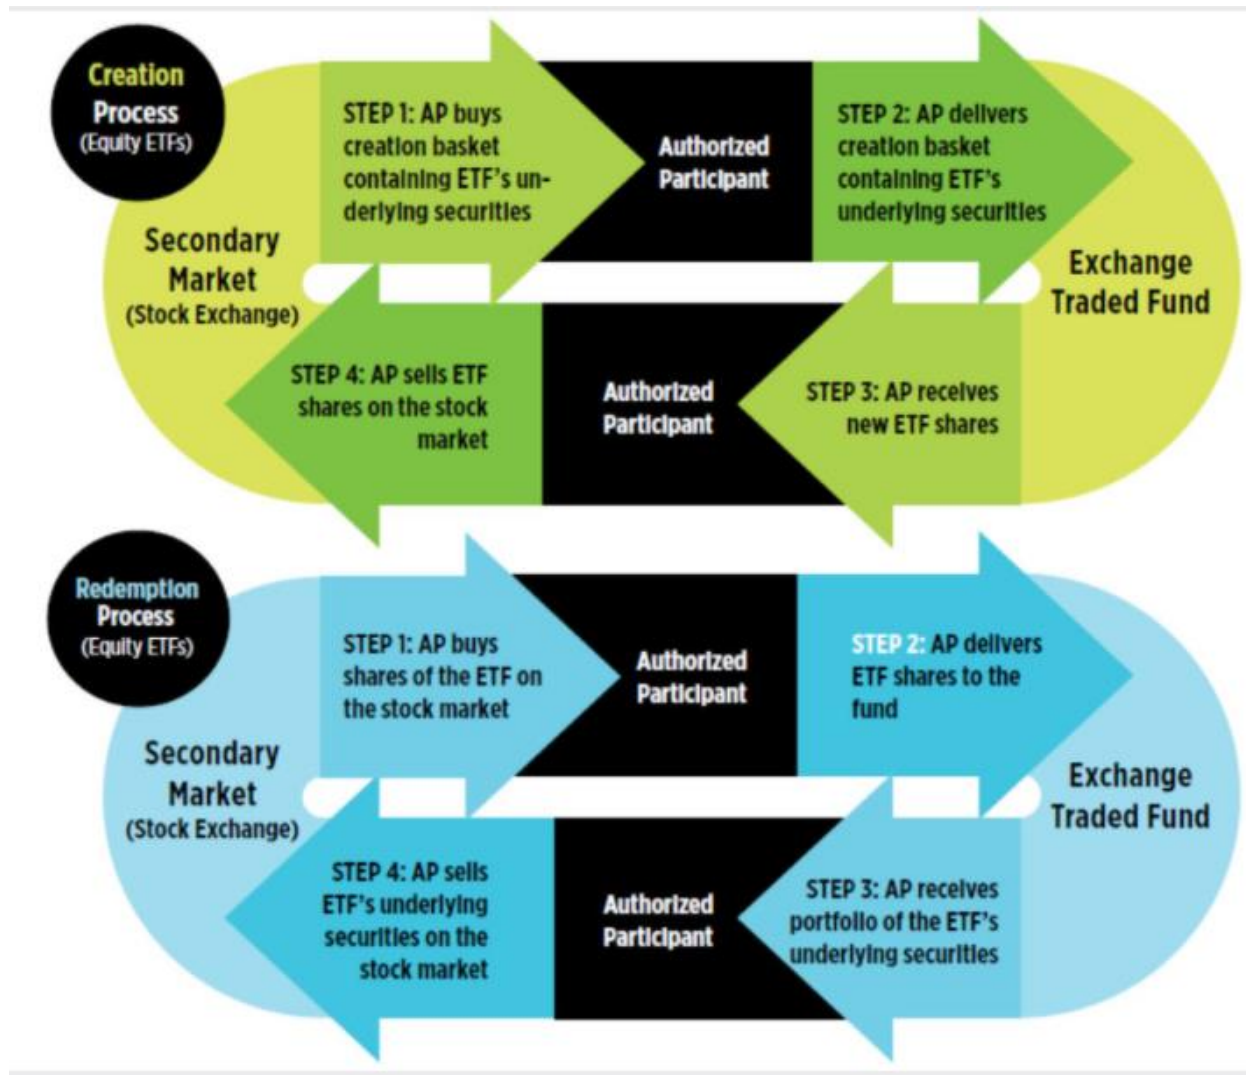 Creation
Process
(Equity ETFs)
STEP 1: AP buys
creation basket
containing ETF's un-
derlying securities
Authorized
Participant
STEP 2: AP delivers
creation basket
containing ETF's
underlying securities
Secondary
Market
(Stock Exchange)
Exchange
Traded Fund
STEP 4: AP sells ETF
shares on the stock
market
Authorized
Participant
STEP 3: AP receives
new ETF shares
Redemption
Process
(Equity ETFs)
STEP 1: AP buys
shares of the ETF on
the stock market
Authorized
Participant
STEP 2: AP delivers
ETF shares to the
fund
Secondary
Market
(Stock Exchange)
Exchange
Traded Fund
STEP 4: AP sells
ETF's underlying
securities on the
stock market
Authorized
Participant
STEP 3: AP receives
portfolio of the ETF's
underlying securities